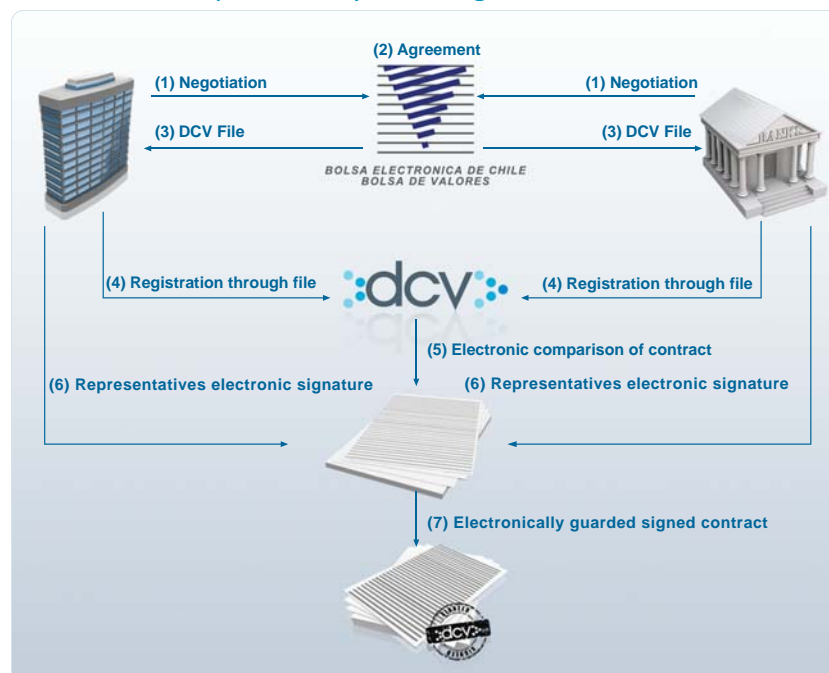 (2) Agreement
(1) Negotiation
(1) Negotiation
(3) DCV File
(3) DCV File
BANK
BOLSA ELECTRONICA DE CHILE
BOLSA DE VALORES
(4) Registration through file
dcv
(4) Registration through file
(5) Electronic comparison of contract
(6) Representatives electronic signature
(6) Representatives electronic signature
(7) Electronically guarded signed contract
dcv